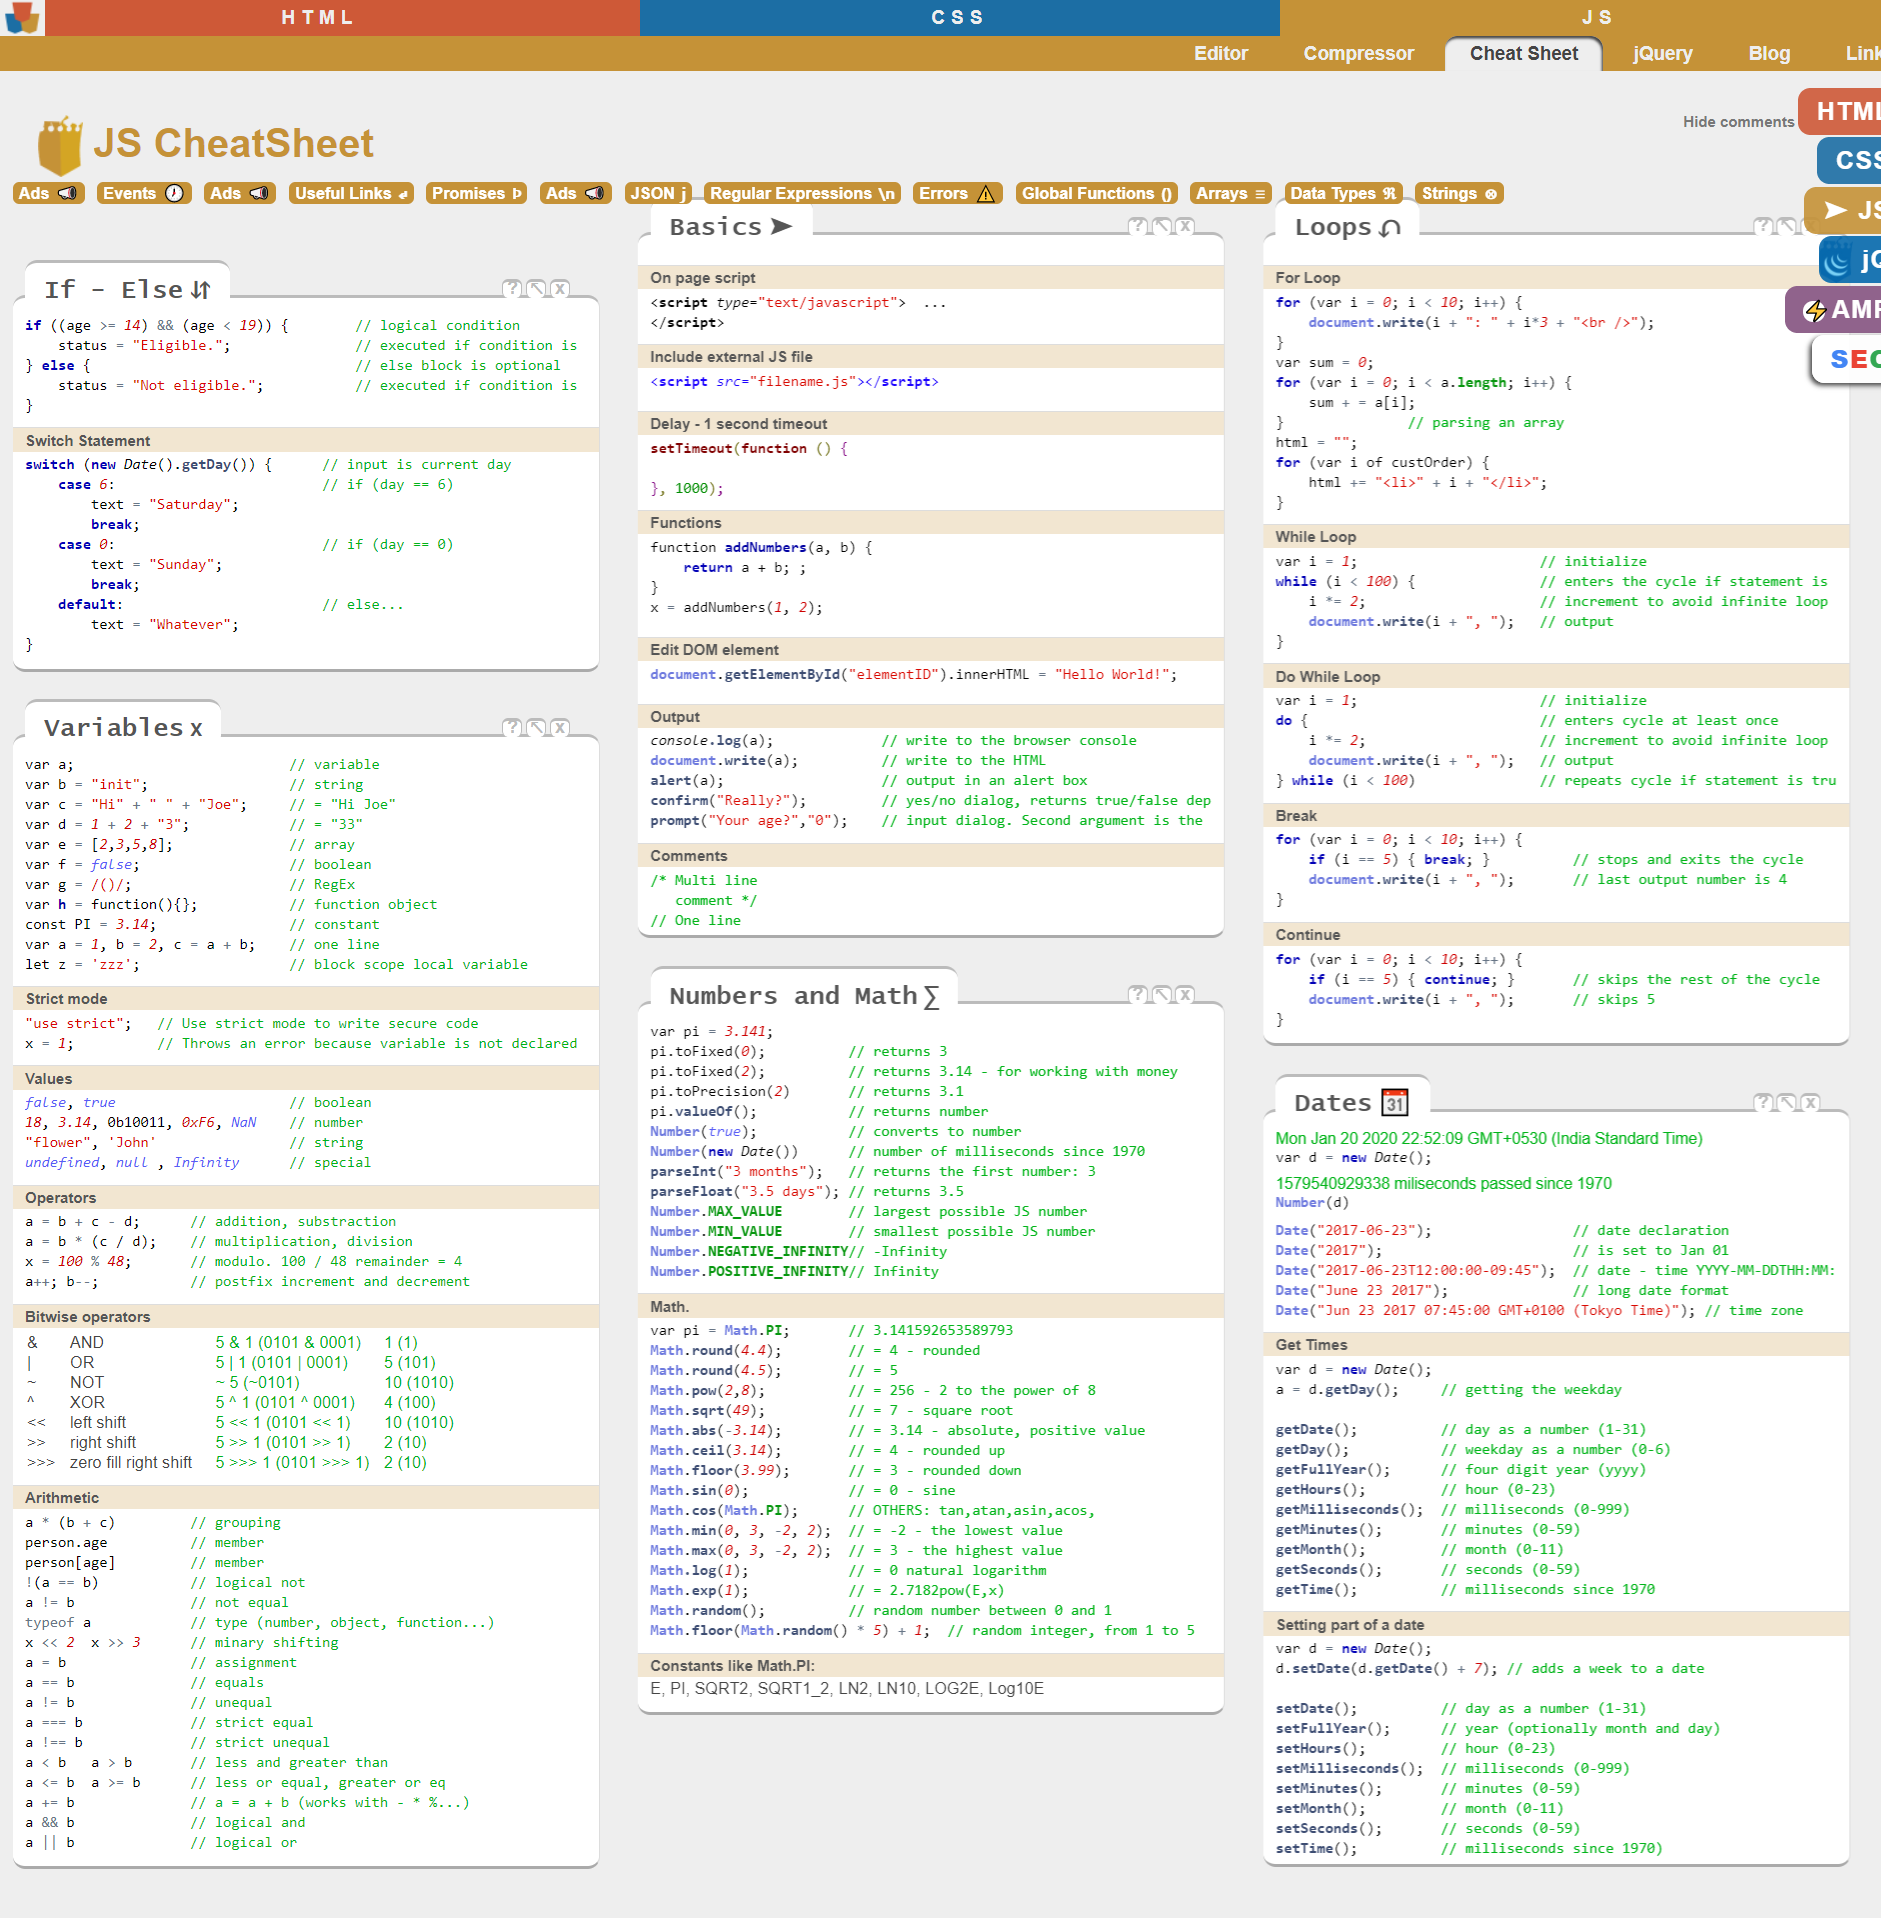 HTML
CSS
JS
Editor
Compressor
Cheat Sheet
jQuery
Blog
Link
JS CheatSheet
Hide comments
HTML
CSS
JS
jQ
AMP
SEO
Ads
Events
Ads
Useful Links
Promises Þ
Ads
JSON j
Regular Expressions \n
Errors
Global Functions ()
Arrays ≡
Data Types ℜ
Strings ⊗
If - Else ⇵
? ↖ x
if ((age >= 14) && (age < 19)) {        // logical condition
    status = "Eligible.";               // executed if condition is
} else {                                // else block is optional
    status = "Not eligible.";           // executed if condition is
}
Switch Statement
switch (new Date().getDay()) {      // input is current day
    case 6:                         // if (day == 6)
        text = "Saturday";
        break;
    case 0:                         // if (day == 0)
        text = "Sunday";
        break;
    default:                        // else...
        text = "Whatever";
}
Variables x
? ↖ x
var a;                          // variable
var b = "init";                 // string
var c = "Hi" + " " + "Joe";     // = "Hi Joe"
var d = 1 + 2 + "3";            // = "33"
var e = [2,3,5,8];              // array
var f = false;                  // boolean
var g = /()/;                   // RegEx
var h = function(){};           // function object
const PI = 3.14;                // constant
var a = 1, b = 2, c = a + b;    // one line
let z = 'zzz';                  // block scope local variable
Strict mode
"use strict";   // Use strict mode to write secure code
x = 1;          // Throws an error because variable is not declared
Values
false, true                     // boolean
18, 3.14, 0b10011, 0xF6, NaN    // number
"flower", 'John'                // string
undefined, null , Infinity      // special
Operators
a = b + c - d;      // addition, substraction
a = b * (c / d);    // multiplication, division
x = 100 % 48;       // modulo. 100 / 48 remainder = 4
a++; b--;           // postfix increment and decrement
Bitwise operators
& AND 5 & 1 (0101 & 0001) 1 (1)
| OR 5 | 1 (0101 | 0001) 5 (101)
~ NOT ~ 5 (~0101) 10 (1010)
^ XOR 5 ^ 1 (0101 ^ 0001) 4 (100)
<< left shift 5 << 1 (0101 << 1) 10 (1010)
>> right shift 5 >> 1 (0101 >> 1) 2 (10)
>>> zero fill right shift 5 >>> 1 (0101 >>> 1) 2 (10)
Arithmetic
a * (b + c)         // grouping
person.age          // member
person[age]         // member
!(a == b)           // logical not
a != b              // not equal
typeof a            // type (number, object, function...)
x << 2  x >> 3      // minary shifting
a = b               // assignment
a == b              // equals
a != b              // unequal
a === b             // strict equal
a !== b             // strict unequal
a < b   a > b       // less and greater than
a <= b  a >= b      // less or equal, greater or eq
a += b              // a = a + b (works with - * %...)
a && b              // logical and
a || b              // logical or
Basics ➤
? ↖ x
On page script
<script type="text/javascript">  ...
</script>
Include external JS file
<script src="filename.js"></script>
Delay - 1 second timeout
setTimeout(function () {
}, 1000);
Functions
function addNumbers(a, b) {
    return a + b; ;
}
x = addNumbers(1, 2);
Edit DOM element
document.getElementById("elementID").innerHTML = "Hello World!";
Output
console.log(a);             // write to the browser console
document.write(a);          // write to the HTML
alert(a);                   // output in an alert box
confirm("Really?");         // yes/no dialog, returns true/false dep
prompt("Your age?","0");    // input dialog. Second argument is the
Comments
/* Multi line
   comment */
// One line
Numbers and Math ∑
? ↖ x
var pi = 3.141;
pi.toFixed(0);          // returns 3
pi.toFixed(2);          // returns 3.14 - for working with money
pi.toPrecision(2)       // returns 3.1
pi.valueOf();           // returns number
Number(true);           // converts to number
Number(new Date())      // number of milliseconds since 1970
parseInt("3 months");   // returns the first number: 3
parseFloat("3.5 days"); // returns 3.5
Number.MAX_VALUE        // largest possible JS number
Number.MIN_VALUE        // smallest possible JS number
Number.NEGATIVE_INFINITY// -Infinity
Number.POSITIVE_INFINITY// Infinity
Math.
var pi = Math.PI;       // 3.141592653589793
Math.round(4.4);        // = 4 - rounded
Math.round(4.5);        // = 5
Math.pow(2,8);          // = 256 - 2 to the power of 8
Math.sqrt(49);          // = 7 - square root
Math.abs(-3.14);        // = 3.14 - absolute, positive value
Math.ceil(3.14);        // = 4 - rounded up
Math.floor(3.99);       // = 3 - rounded down
Math.sin(0);            // = 0 - sine
Math.cos(Math.PI);      // OTHERS: tan,atan,asin,acos,
Math.min(0, 3, -2, 2);  // = -2 - the lowest value
Math.max(0, 3, -2, 2);  // = 3 - the highest value
Math.log(1);            // = 0 natural logarithm
Math.exp(1);            // = 2.7182pow(E,x)
Math.random();          // random number between 0 and 1
Math.floor(Math.random() * 5) + 1;  // random integer, from 1 to 5
Constants like Math.PI:
E, PI, SQRT2, SQRT1_2, LN2, LN10, LOG2E, Log10E
Loops
? ↖
For Loop
for (var i = 0; i < 10; i++) {
    document.write(i + ": " + i*3 + "<br />");
}
var sum = 0;
for (var i = 0; i < a.length; i++) {
    sum + = a[i];
}               // parsing an array
html = "";
for (var i of custOrder) {
    html += "<li>" + i + "</li>";
}
While Loop
var i = 1;                      // initialize
while (i < 100) {               // enters the cycle if statement is
    i *= 2;                     // increment to avoid infinite loop
    document.write(i + ", ");   // output
}
Do While Loop
var i = 1;                      // initialize
do {                            // enters cycle at least once
    i *= 2;                     // increment to avoid infinite loop
    document.write(i + ", ");   // output
} while (i < 100)               // repeats cycle if statement is tru
Break
for (var i = 0; i < 10; i++) {
    if (i == 5) { break; }          // stops and exits the cycle
    document.write(i + ", ");       // last output number is 4
}
Continue
for (var i = 0; i < 10; i++) {
    if (i == 5) { continue; }       // skips the rest of the cycle
    document.write(i + ", ");       // skips 5
}
Dates 31
? ↖ x
Mon Jan 20 2020 22:52:09 GMT+0530 (India Standard Time)
var d = new Date();
1579540929338 miliseconds passed since 1970
Number(d)
Date("2017-06-23");                 // date declaration
Date("2017");                       // is set to Jan 01
Date("2017-06-23T12:00:00-09:45");  // date - time YYYY-MM-DDTHH:MM:
Date("June 23 2017");               // long date format
Date("Jun 23 2017 07:45:00 GMT+0100 (Tokyo Time)"); // time zone
Get Times
var d = new Date();
a = d.getDay();     // getting the weekday
getDate();          // day as a number (1-31)
getDay();           // weekday as a number (0-6)
getFullYear();      // four digit year (yyyy)
getHours();         // hour (0-23)
getMilliseconds();  // milliseconds (0-999)
getMinutes();       // minutes (0-59)
getMonth();         // month (0-11)
getSeconds();       // seconds (0-59)
getTime();          // milliseconds since 1970
Setting part of a date
var d = new Date();
d.setDate(d.getDate() + 7); // adds a week to a date
setDate();          // day as a number (1-31)
setFullYear();      // year (optionally month and day)
setHours();         // hour (0-23)
setMilliseconds();  // milliseconds (0-999)
setMinutes();       // minutes (0-59)
setMonth();         // month (0-11)
setSeconds();       // seconds (0-59)
setTime();          // milliseconds since 1970)